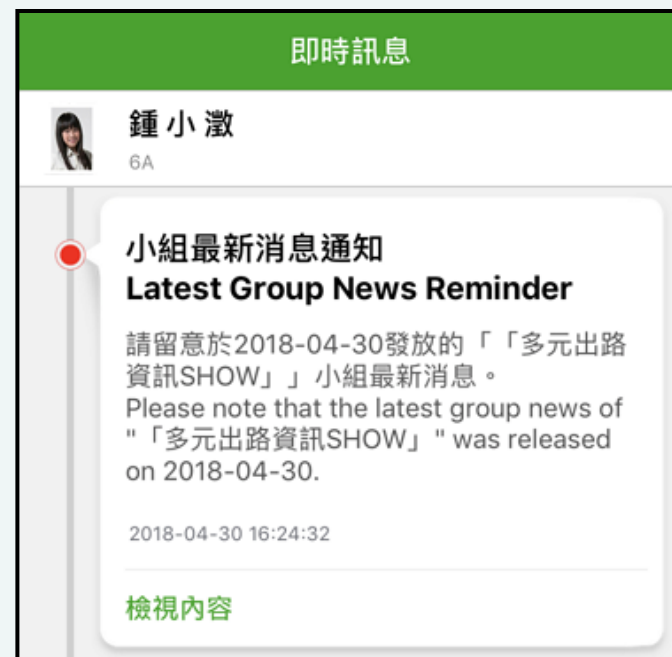 即時訊息
鍾小澂
6A
小組最新消息通知
Latest Group News Reminder
請留意於2018-04-30發放的「「多元出路
資訊SHOW」」小組最新消息。
Please note that the latest group news of
"「多元出路資訊SHOW」" was released
on 2018-04-30.
2018-04-30 16:24:32
檢視內容